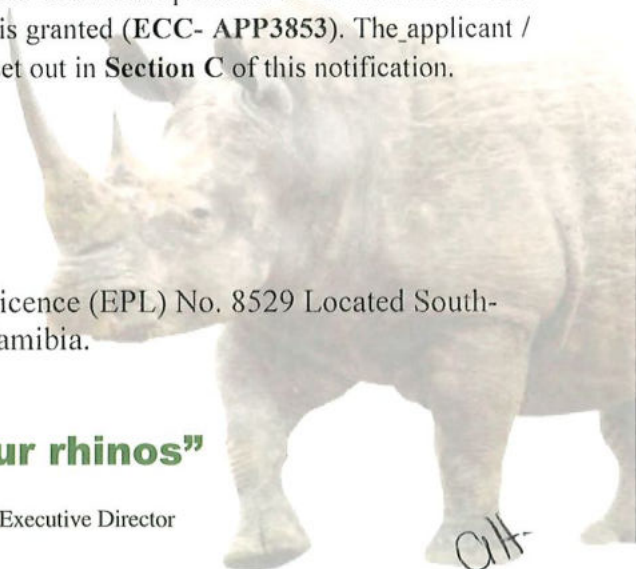 is granted (ECC- APP3853). The applicant /
et out in Section C of this notification.
icence (EPL) No. 8529 Located South-
amibia.
ur rhinos”
Executive Director